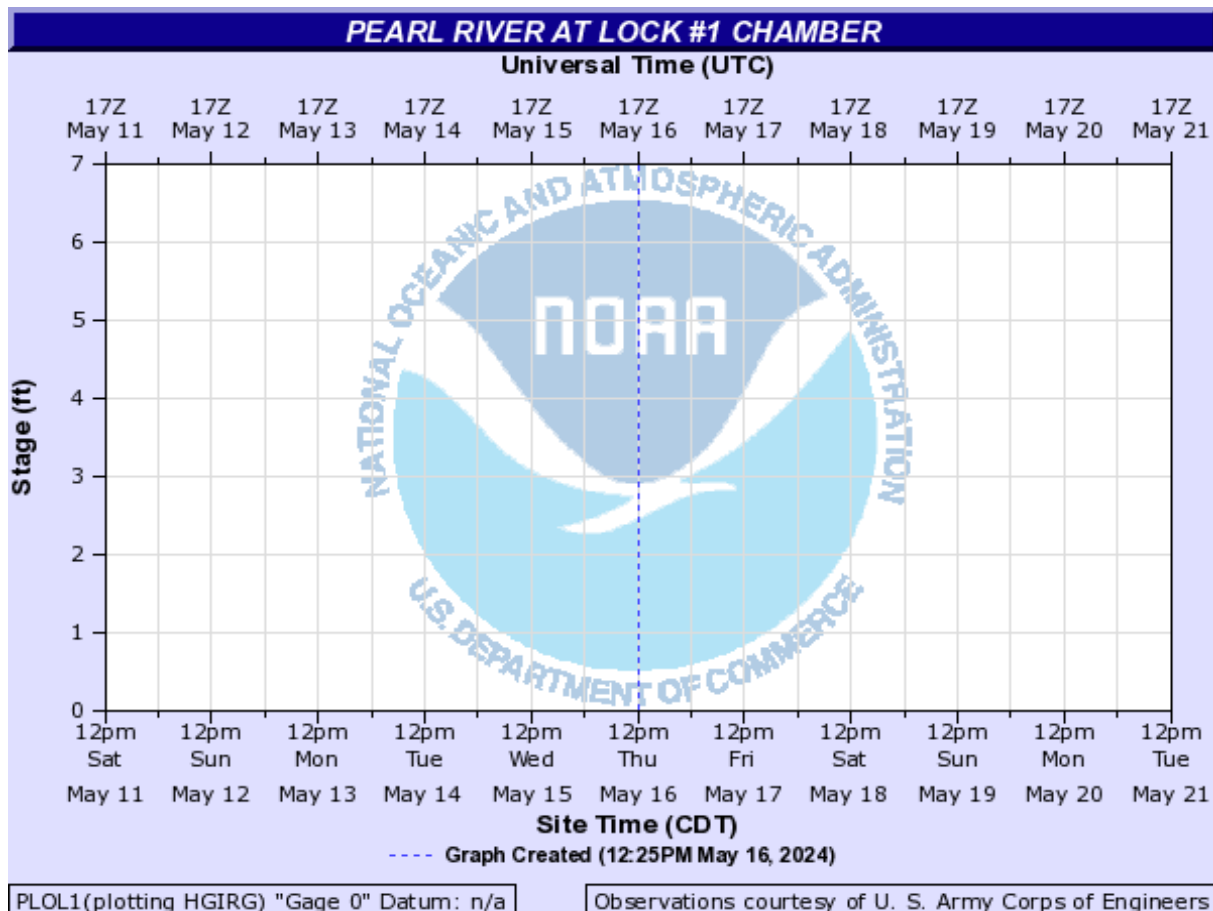 PEARL RIVER AT LOCK #1 CHAMBER
Universal Time (UTC)
17Z 17Z 17Z 17Z 17Z 17Z 17Z 17Z 17Z 17Z 17Z
May 11 May 12 May 13 May 14 May 15 May 16 May 17 May 18 May 19 May 20 May 21
7
6
5
4
3
2
1
0
Stage (ft)
NATIONAL OCEANIC AND ATMOSPHERIC ADMINISTRATION
NOAA
U.S. DEPARTMENT OF COMMERCE
12pm 12pm 12pm 12pm 12pm 12pm 12pm 12pm 12pm 12pm 12pm
Sat Sun Mon Tue Wed Thu Fri Sat Sun Mon Tue
May 11 May 12 May 13 May 14 May 15 May 16 May 17 May 18 May 19 May 20 May 21
Site Time (CDT)
---- Graph Created (12:25PM May 16, 2024)
PLOL1(plotting HGIRG) "Gage 0" Datum: n/a
Observations courtesy of U. S. Army Corps of Engineers